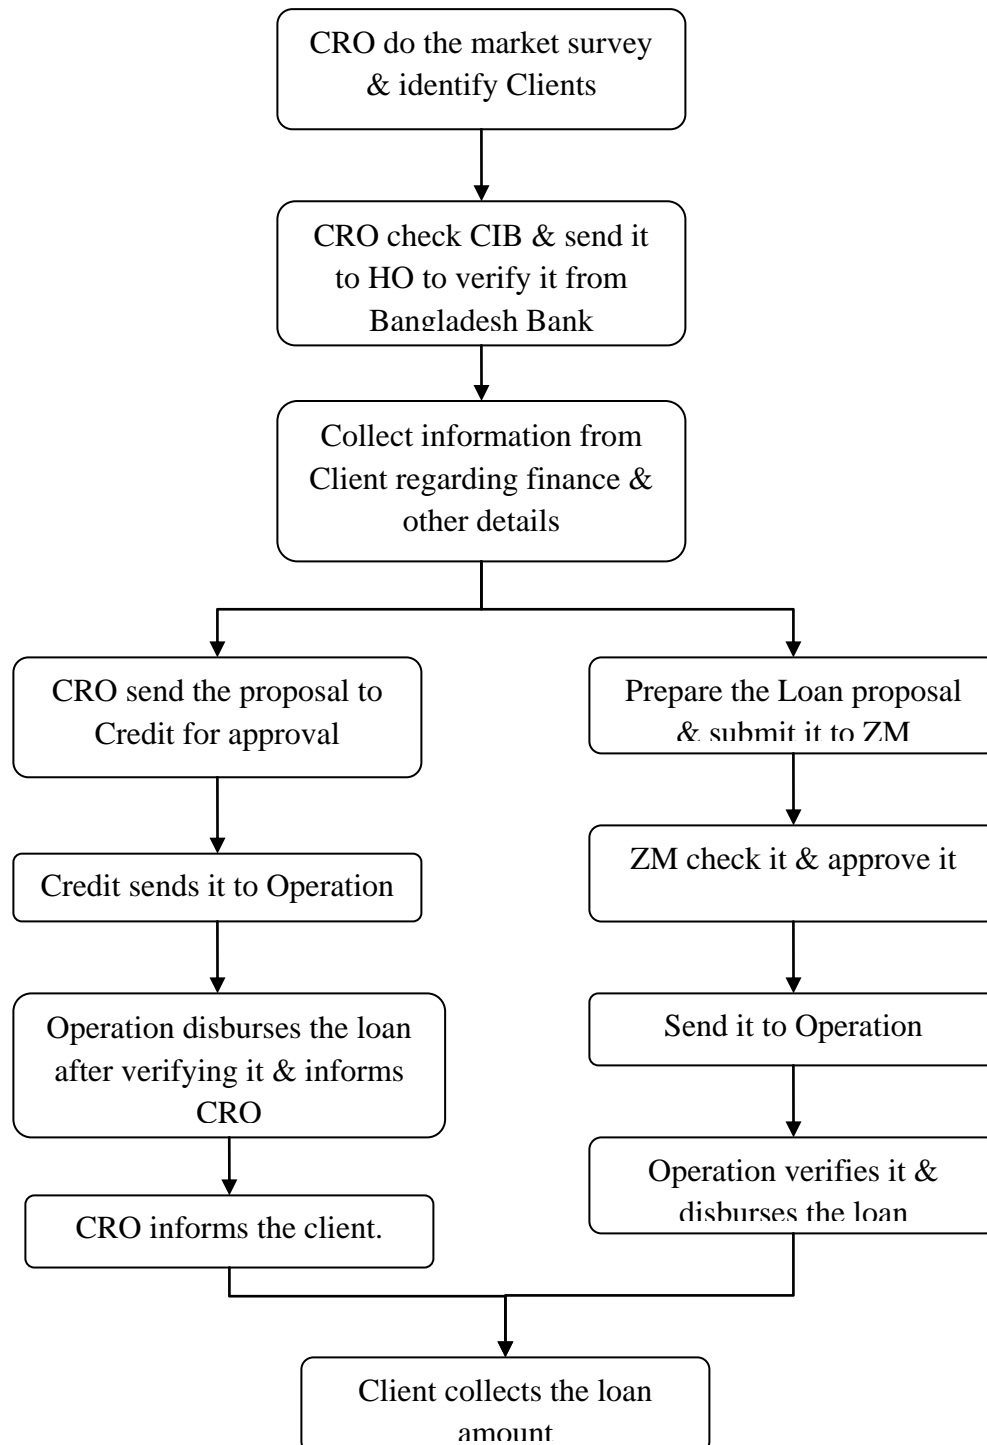 CRO do the market survey
& identify Clients
CRO check CIB & send it
to HO to verify it from
Bangladesh Bank
Collect information from
Client regarding finance &
other details
CRO send the proposal to
Credit for approval
Credit sends it to Operation
Operation disburses the loan
after verifying it & informs
CRO
CRO informs the client.
Prepare the Loan proposal
& submit it to ZM
ZM check it & approve it
Send it to Operation
Operation verifies it &
disburses the loan
Client collects the loan
amount